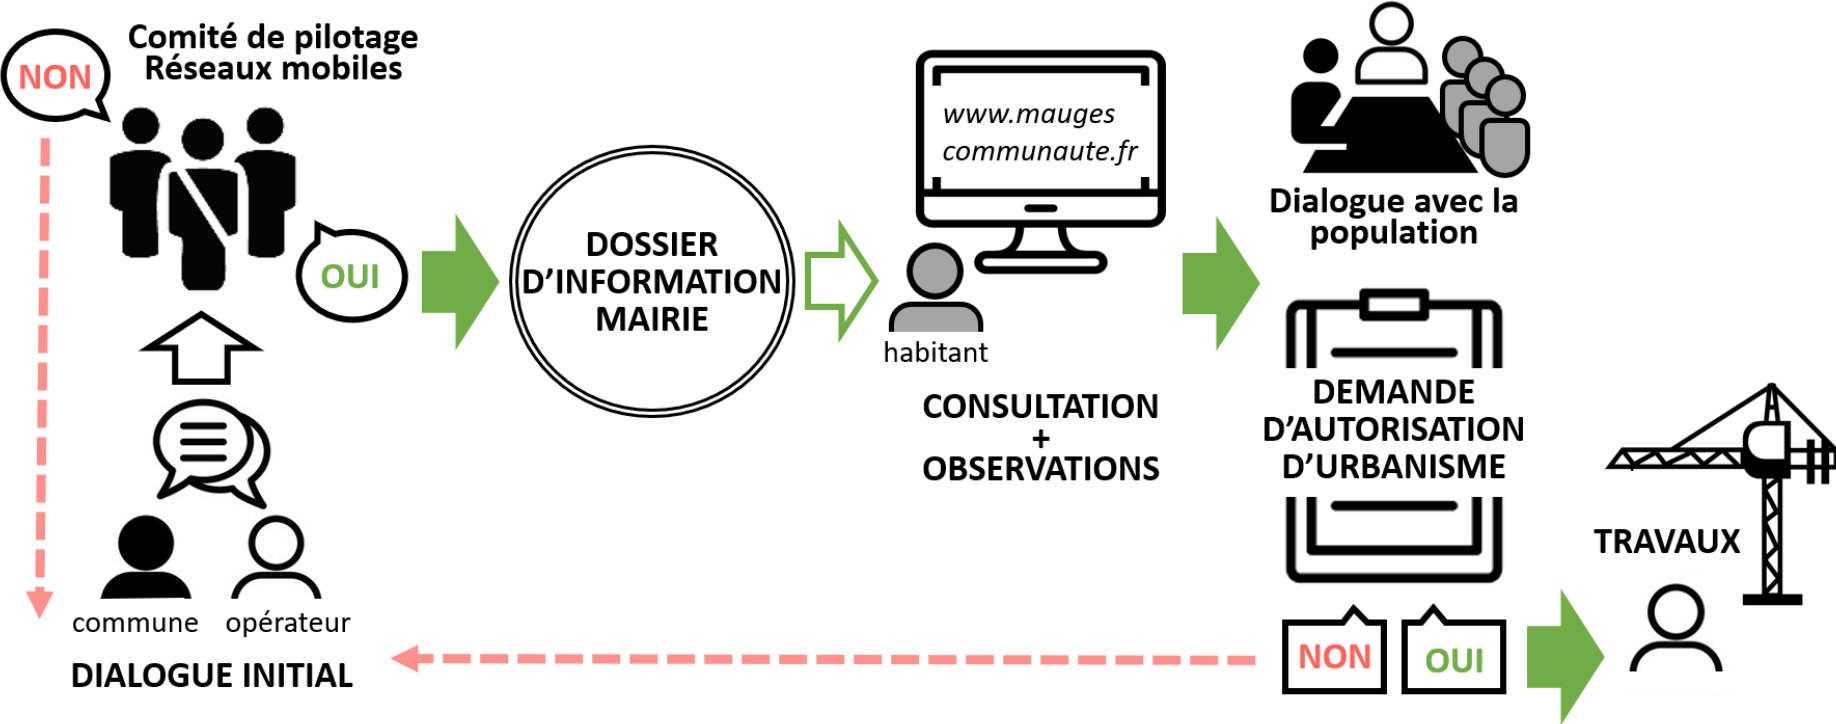 NON
Comité de pilotage
Réseaux mobiles
OUI
commune
opérateur
DIALOGUE INITIAL
DOSSIER
D’INFORMATION
MAIRIE
www.mauges
communaute.fr
habitant
CONSULTATION
+
OBSERVATIONS
Dialogue avec la
population
DEMANDE
D’AUTORISATION
D’URBANISME
NON
OUI
TRAVAUX